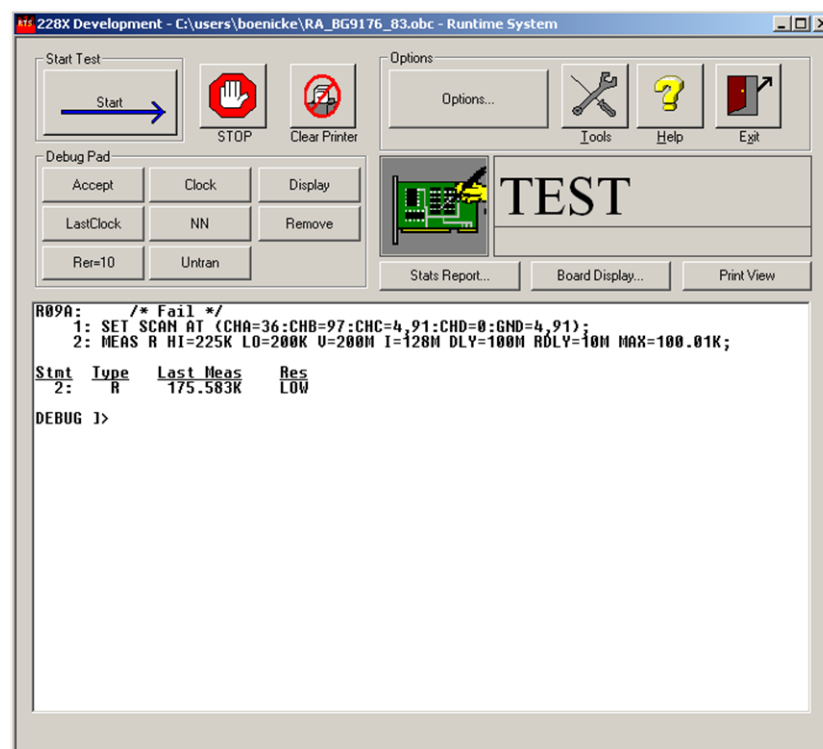 228X Development - C:\users\boenicke\RA_BG9176_83.obc - Runtime System
Start Test
Start
STOP
Clear Printer
Options
Options...
Tools
Help
Exit
Debug Pad
Accept
Clock
Display
LastClock
NN
Remove
Rer=10
Untran
TEST
Stats Report...
Board Display...
Print View
R09A: /* Fail */
1: SET SCAN AT (CHA=36:CHB=97:CHC=4,91:CHD=0:GND=4,91);
2: MEAS R HI=225K LO=200K V=200M I=128M DLY=100M RDLY=10M MAX=100.01K;
Stmt Type Last Meas Res
2: R 175.583K LOW
DEBUG ]>